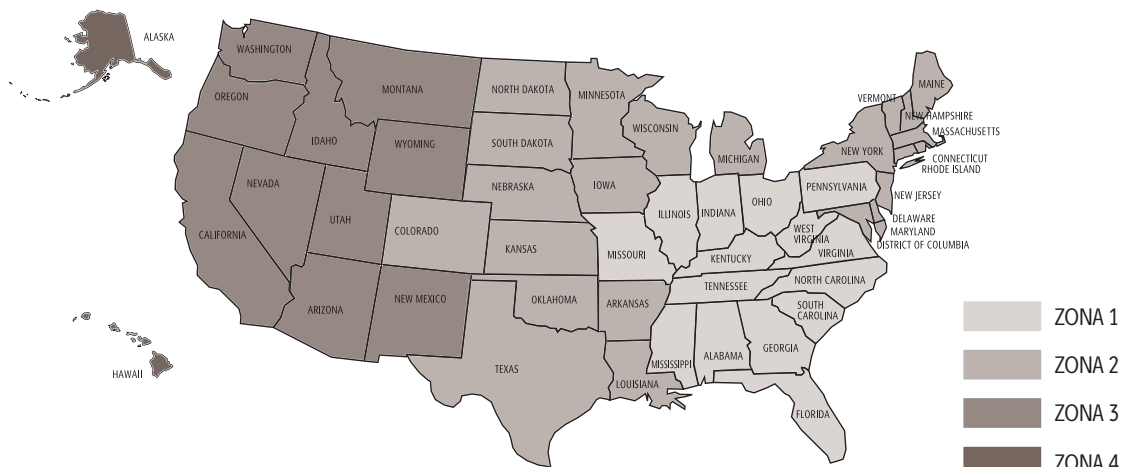 ALASKA
WASHINGTON
OREGON
IDAHO
MONTANA
WYOMING
NEVADA
UTAH
CALIFORNIA
ARIZONA
COLORADO
NEW MEXICO
HAWAII
NORTH DAKOTA
SOUTH DAKOTA
NEBRASKA
KANSAS
OKLAHOMA
TEXAS
MINNESOTA
IOWA
MISSOURI
ARKANSAS
LOUISIANA
WISCONSIN
MICHIGAN
ILLINOIS
INDIANA
OHIO
KENTUCKY
TENNESSEE
MISSISSIPPI
ALABAMA
GEORGIA
FLORIDA
SOUTH
CAROLINA
NORTH CAROLINA
WEST
VIRGINIA
VIRGINIA
PENNSYLVANIA
NEW YORK
VERMONT
MAINE
NEW HAMPSHIRE
MASSACHUSETTS
CONNECTICUT
RHODE ISLAND
NEW JERSEY
DELAWARE
MARYLAND
DISTRICT OF COLUMBIA
ZONA 1
ZONA 2
ZONA 3
ZONA 4